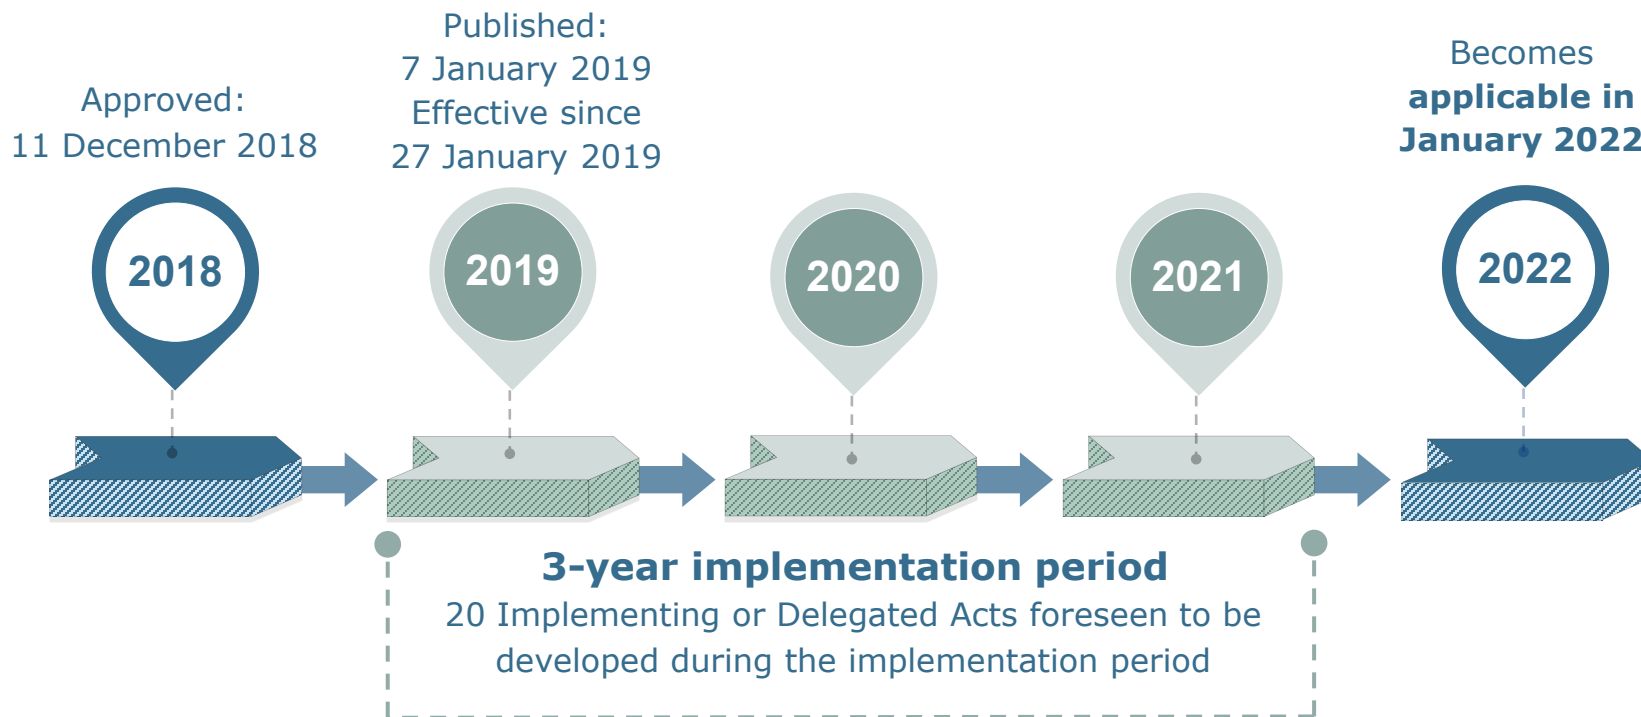 Approved:
11 December 2018
Published:
7 January 2019
Effective since
27 January 2019
Becomes
applicable in
January 2022
2018
2019
2020
2021
2022
3-year implementation period
20 Implementing or Delegated Acts foreseen to be
developed during the implementation period